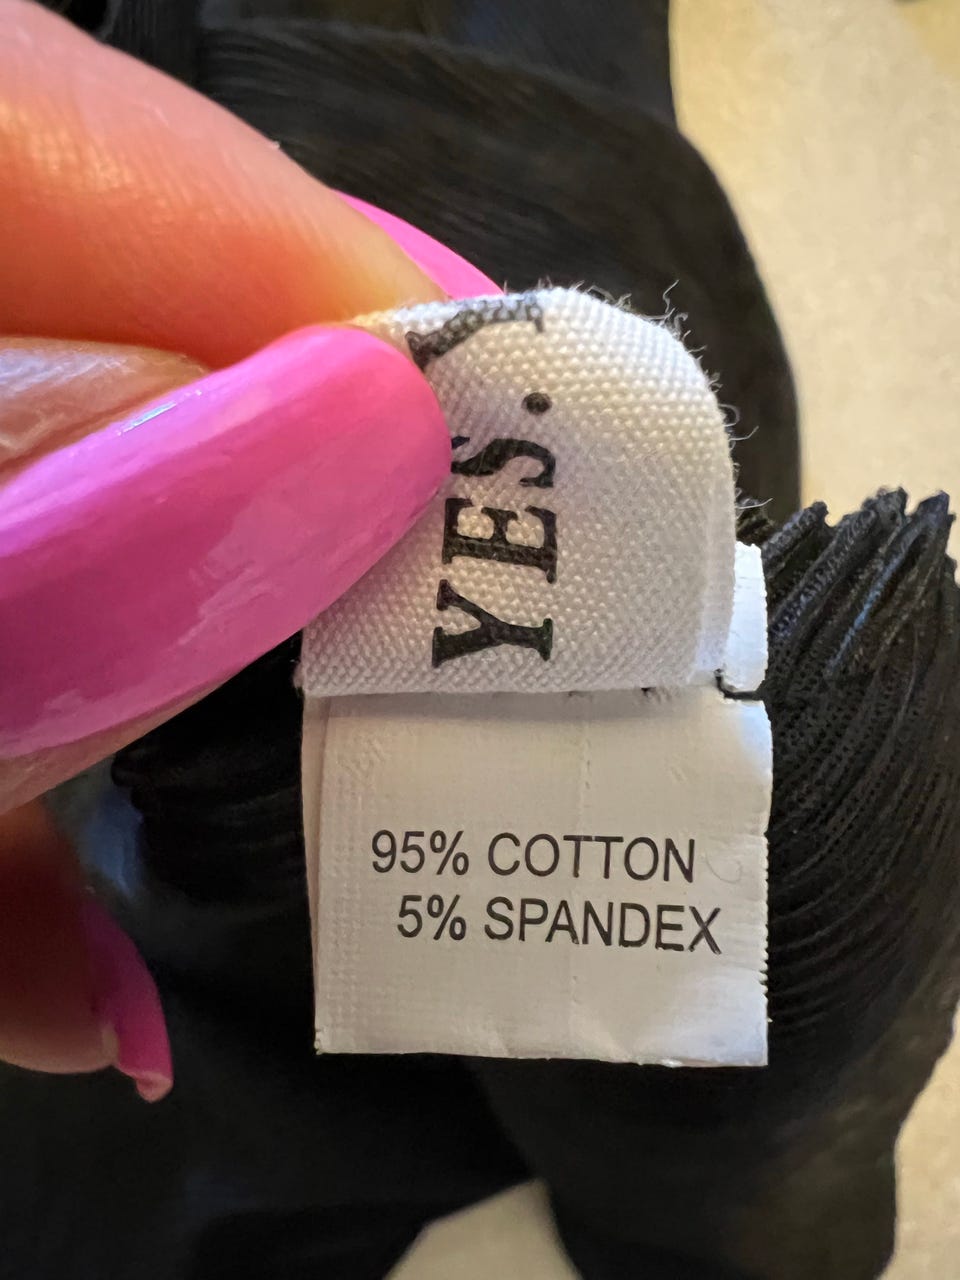 YES.
95% COTTON
5% SPANDEX